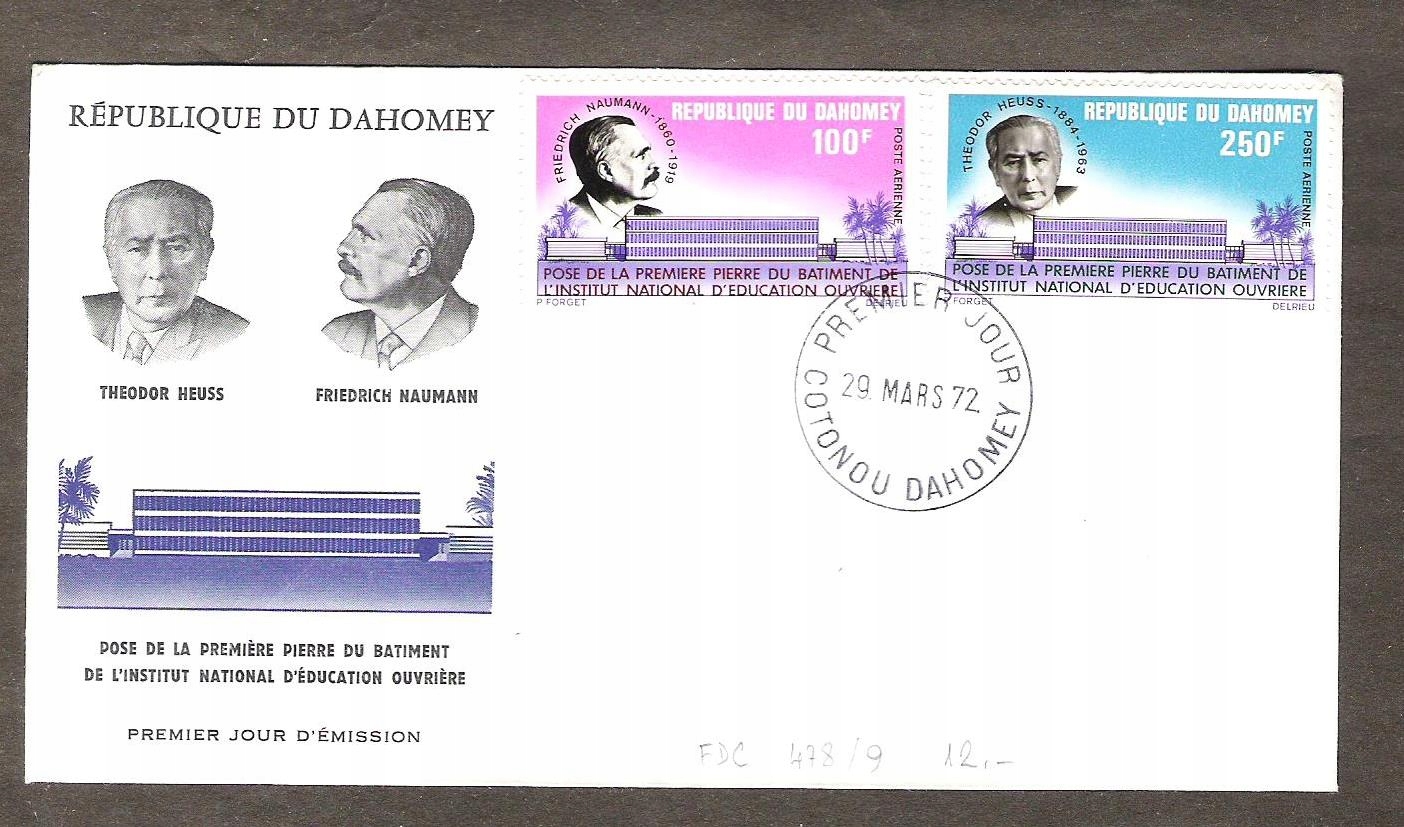 RÉPUBLIQUE DU DAHOMEY
THEODOR HEUSS
FRIEDRICH NAUMANN
POSE DE LA PREMIÈRE PIERRE DU BATIMENT
DE L'INSTITUT NATIONAL D'ÉDUCATION OUVRIÈRE
PREMIER JOUR D'ÉMISSION
FRIEDRICH NAUMANN-1860-1919
REPUBLIQUE DU DAHOMEY
100F
POSTE AERIENNE
POSE DE LA PREMIERE PIERRE DU BATIMENT DE
L'INSTITUT NATIONAL D'EDUCATION OUVRIERE
P FORGET
DELRIEU
THEODOR HEUSS-1884-1963
REPUBLIQUE DU DAHOMEY
250F
POSTE AERIENNE
POSE DE LA PREMIERE PIERRE DU BATIMENT DE
L'INSTITUT NATIONAL D'EDUCATION OUVRIERE
P FORGET
DELRIEU
PREMIER JOUR
29. MARS 72
COTONOU DAHOMEY
FDC 478/9 12,-